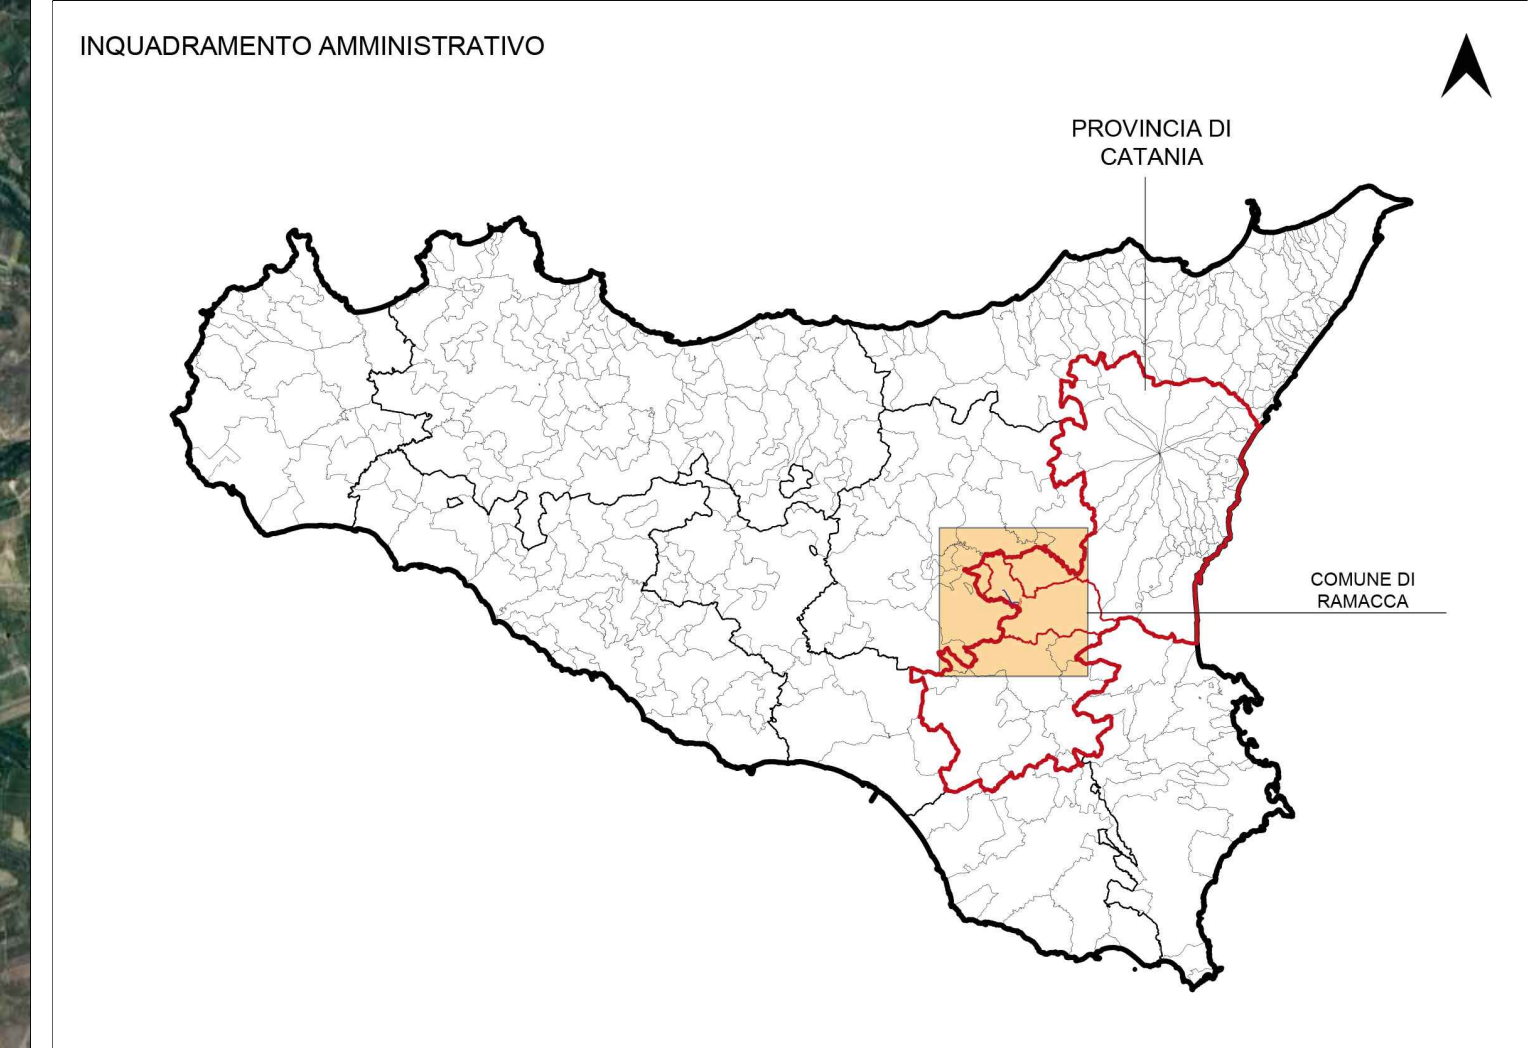 INQUADRAMENTO AMMINISTRATIVO
PROVINCIA DI
CATANIA
COMUNE DI
RAMACCA